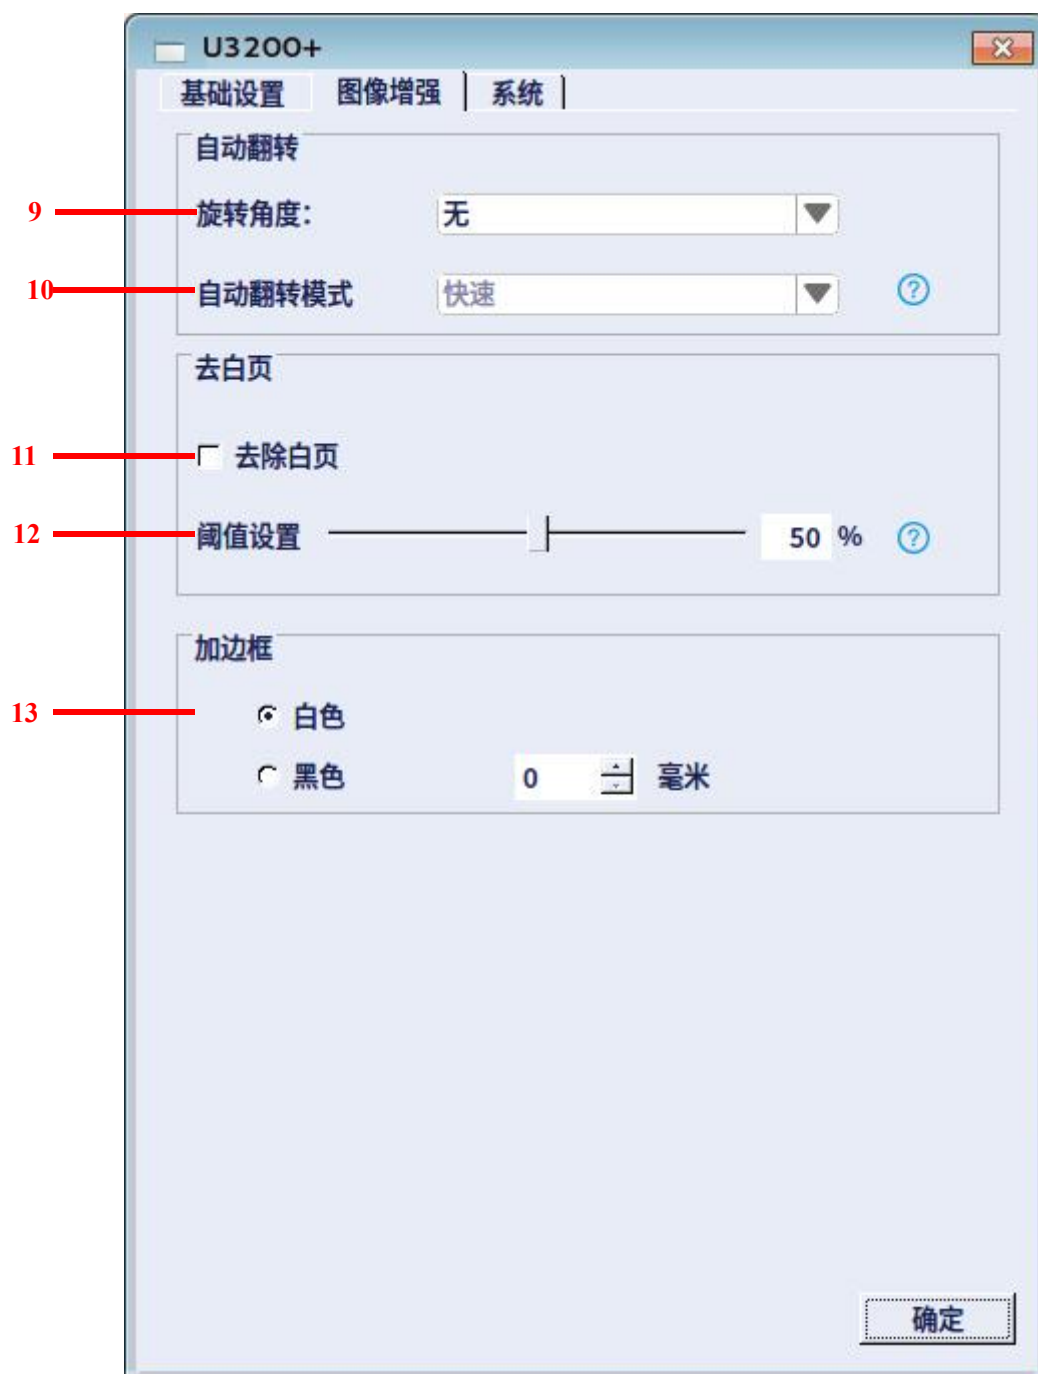 U3200+
基础设置 图像增强 系统
自动翻转
9 旋转角度： 无
10 自动翻转模式 快速 ?
去白页
11 去除白页
12 阈值设置 50 % ?
加边框
13 白色
黑色 0 毫米
确定